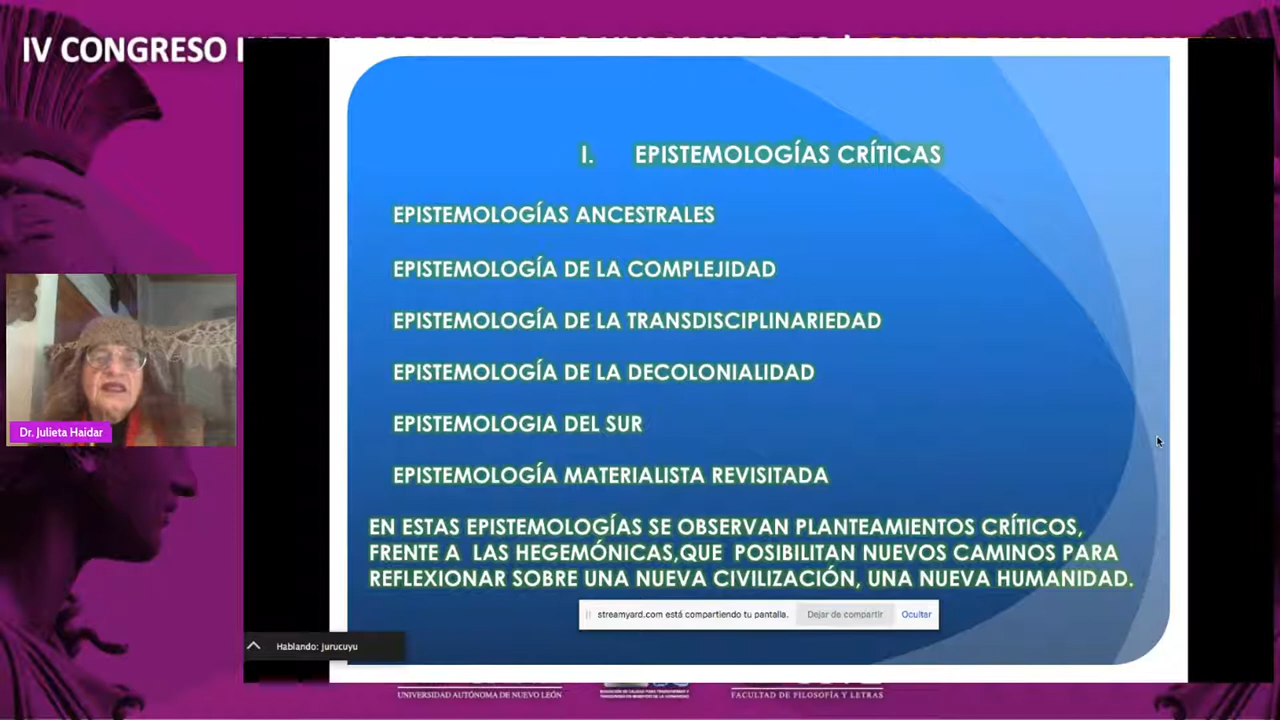 IV CONGRESO
I. EPISTEMOLOGÍAS CRÍTICAS
EPISTEMOLOGÍAS ANCESTRALES
EPISTEMOLOGÍA DE LA COMPLEJIDAD
EPISTEMOLOGÍA DE LA TRANSDISCIPLINARIEDAD
EPISTEMOLOGÍA DE LA DECOLONIALIDAD
EPISTEMOLOGIA DEL SUR
EPISTEMOLOGÍA MATERIALISTA REVISITADA
EN ESTAS EPISTEMOLOGÍAS SE OBSERVAN PLANTEAMIENTOS CRÍTICOS,
FRENTE A LAS HEGEMÓNICAS,QUE POSIBILITAN NUEVOS CAMINOS PARA
REFLEXIONAR SOBRE UNA NUEVA CIVILIZACIÓN, UNA NUEVA HUMANIDAD.
Dr. Julieta Haidar
streamyard.com está compartiendo tu pantalla. Dejar de compartir Ocultar
Hablando: jurucuyu
UNIVERSIDAD AUTÓNOMA DE NUEVO LEÓN
FACULTAD DE FILOSOFÍA Y LETRAS